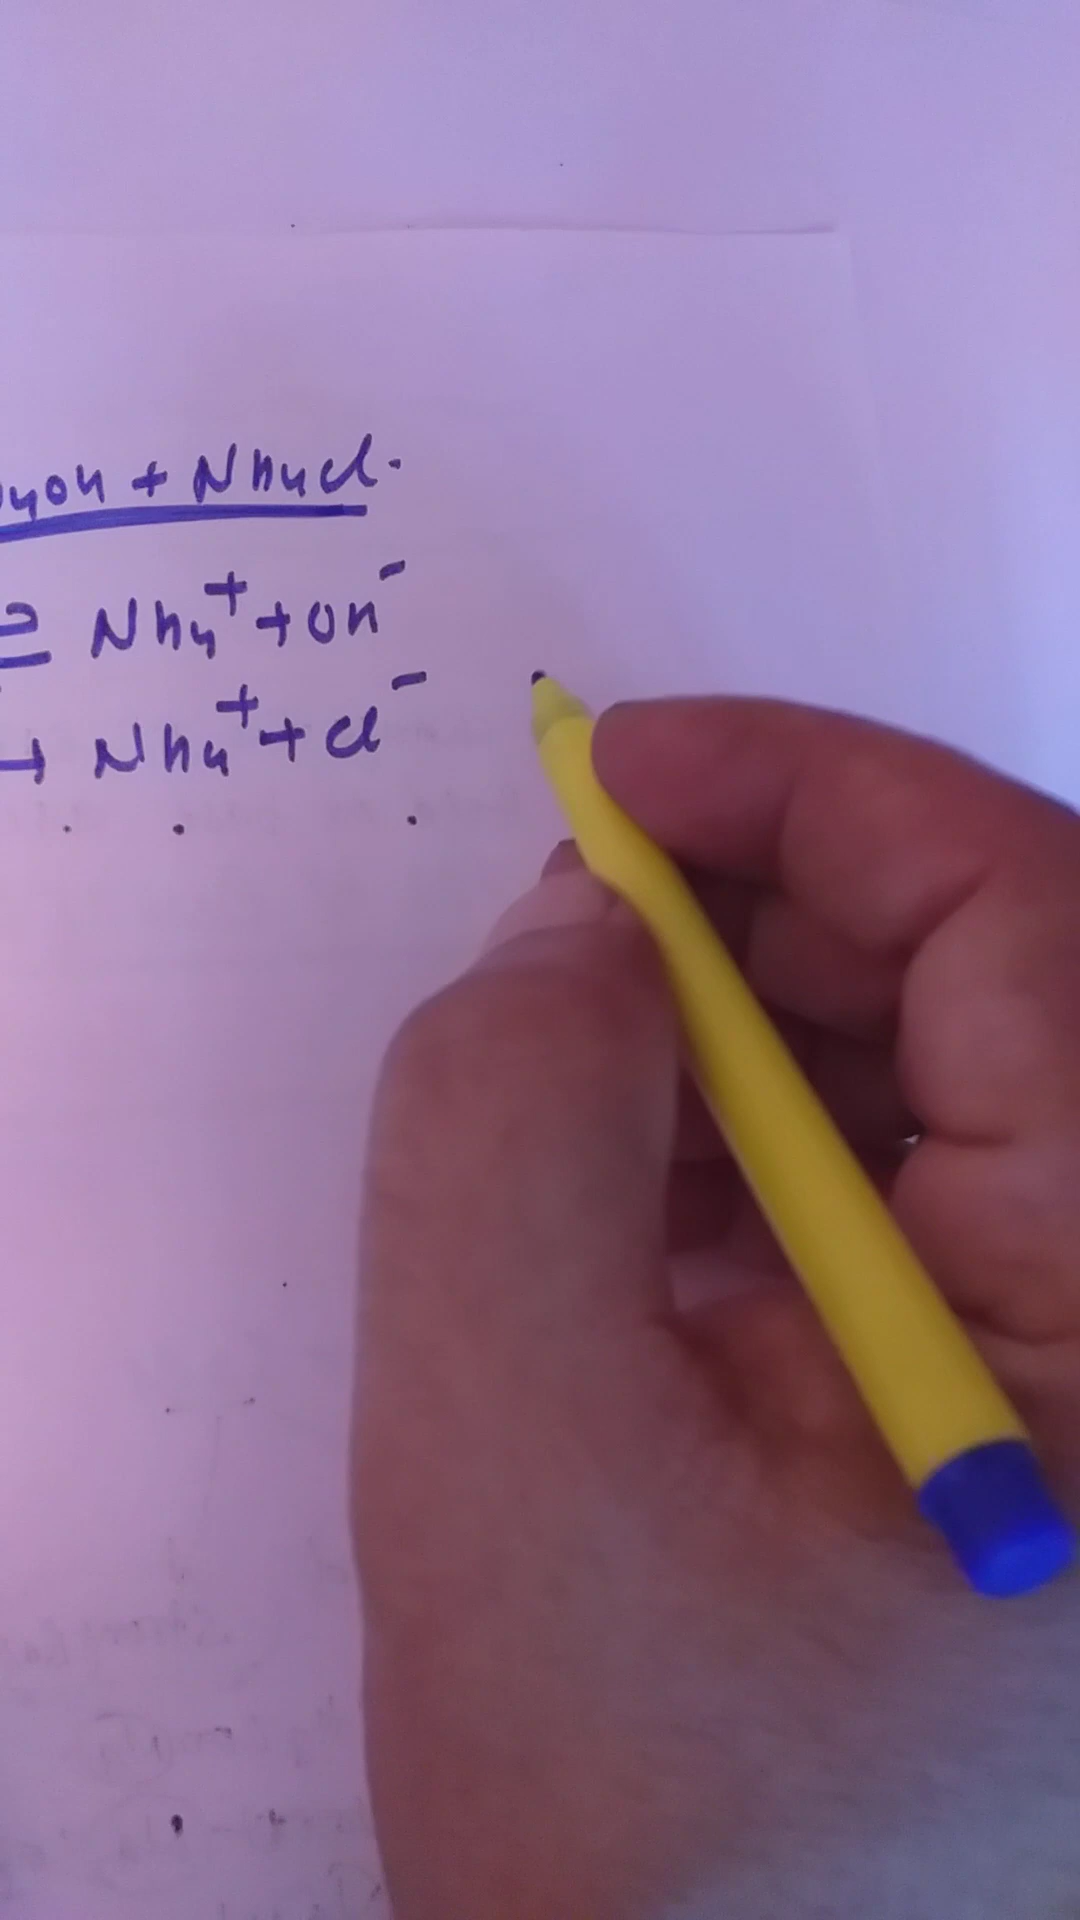 4OH + NH4Cl.
⇌ NH4⁺ + OH⁻
→ NH4⁺ + Cl⁻